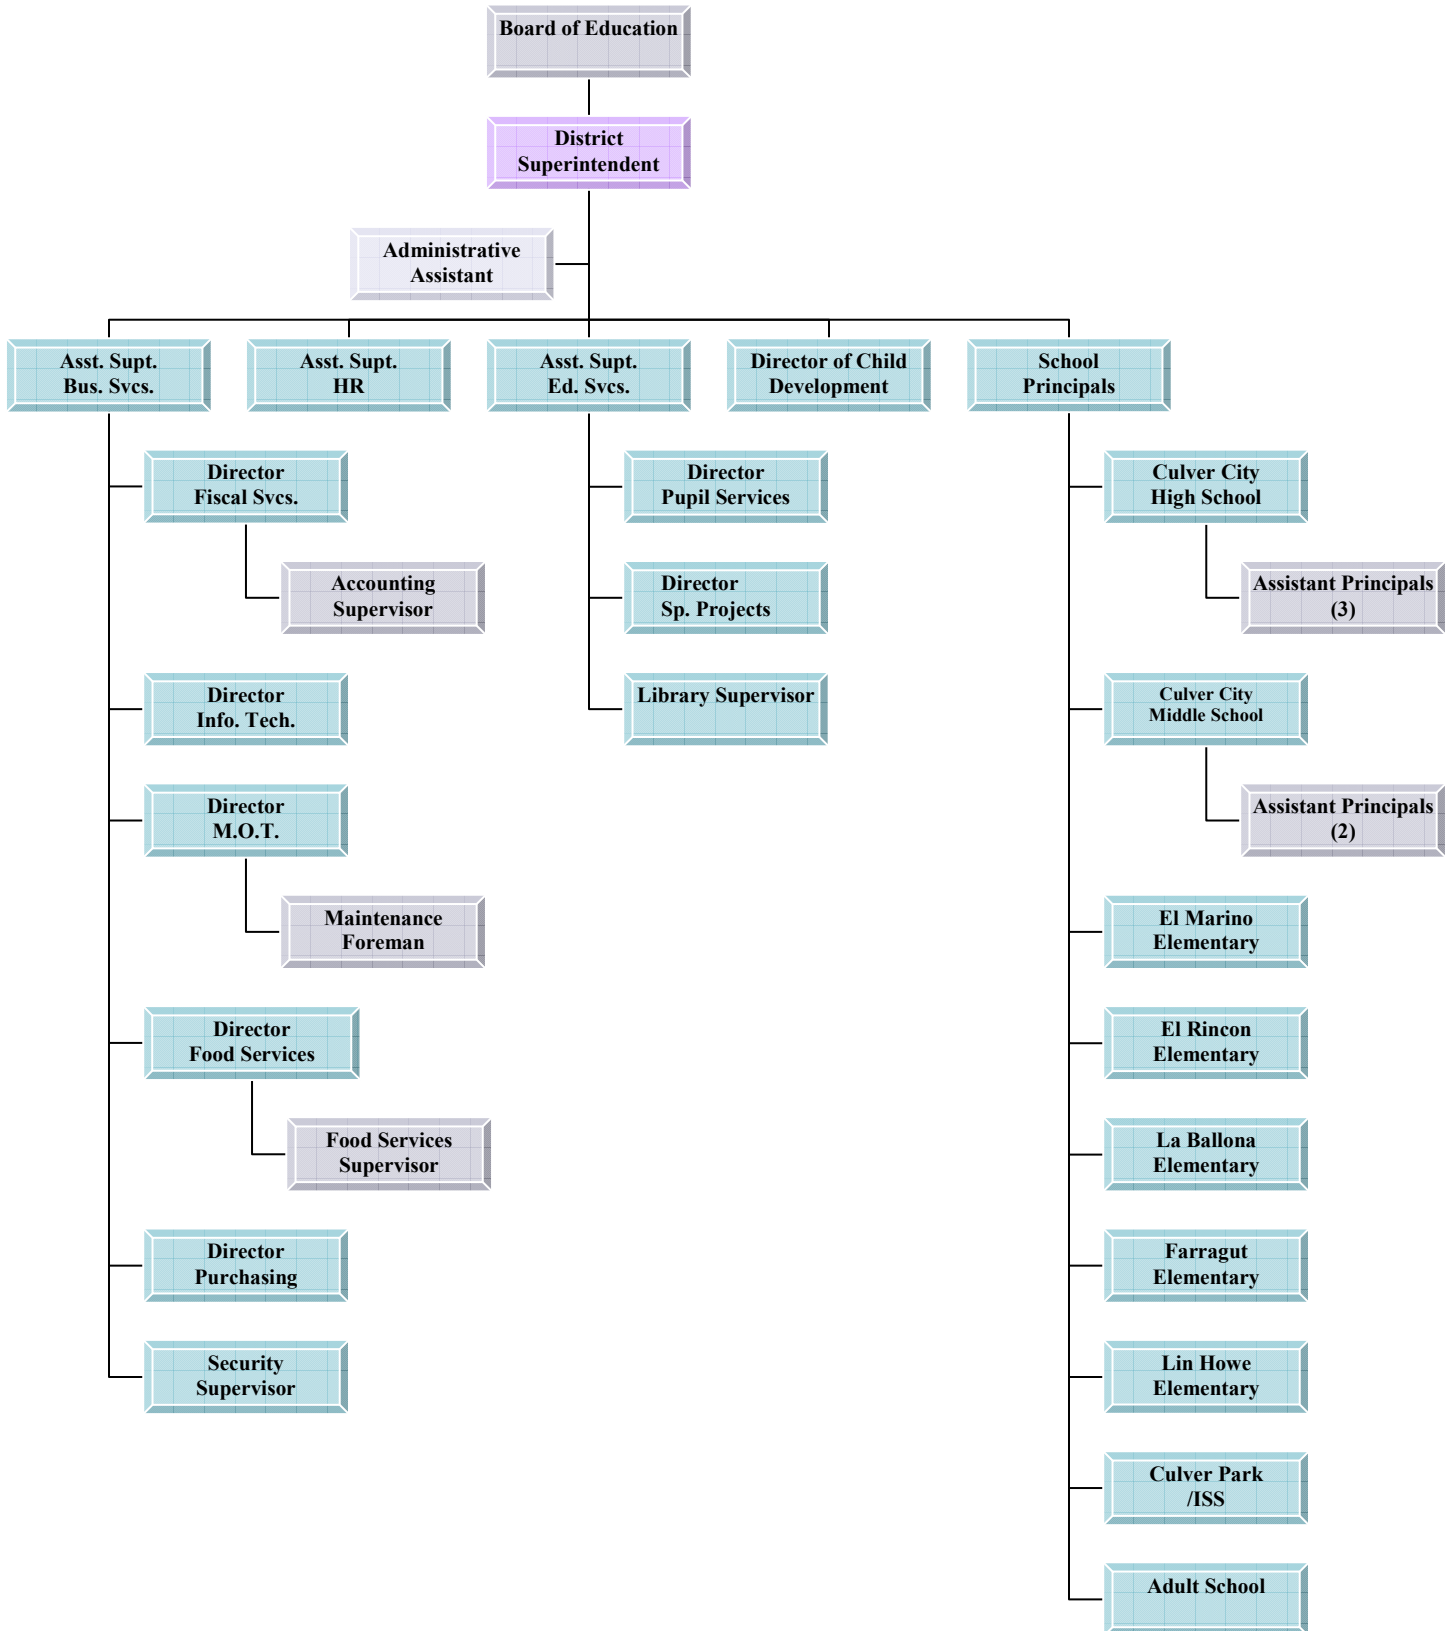 Board of Education
District
Superintendent
Administrative
Assistant
Asst. Supt.
Bus. Svcs.
Asst. Supt.
HR
Asst. Supt.
Ed. Svcs.
Director of Child
Development
School
Principals
Director
Fiscal Svcs.
Accounting
Supervisor
Director
Info. Tech.
Director
M.O.T.
Maintenance
Foreman
Director
Food Services
Food Services
Supervisor
Director
Purchasing
Security
Supervisor
Director
Pupil Services
Director
Sp. Projects
Library Supervisor
Culver City
High School
Assistant Principals
(3)
Culver City
Middle School
Assistant Principals
(2)
El Marino
Elementary
El Rincon
Elementary
La Ballona
Elementary
Farragut
Elementary
Lin Howe
Elementary
Culver Park
/ISS
Adult School